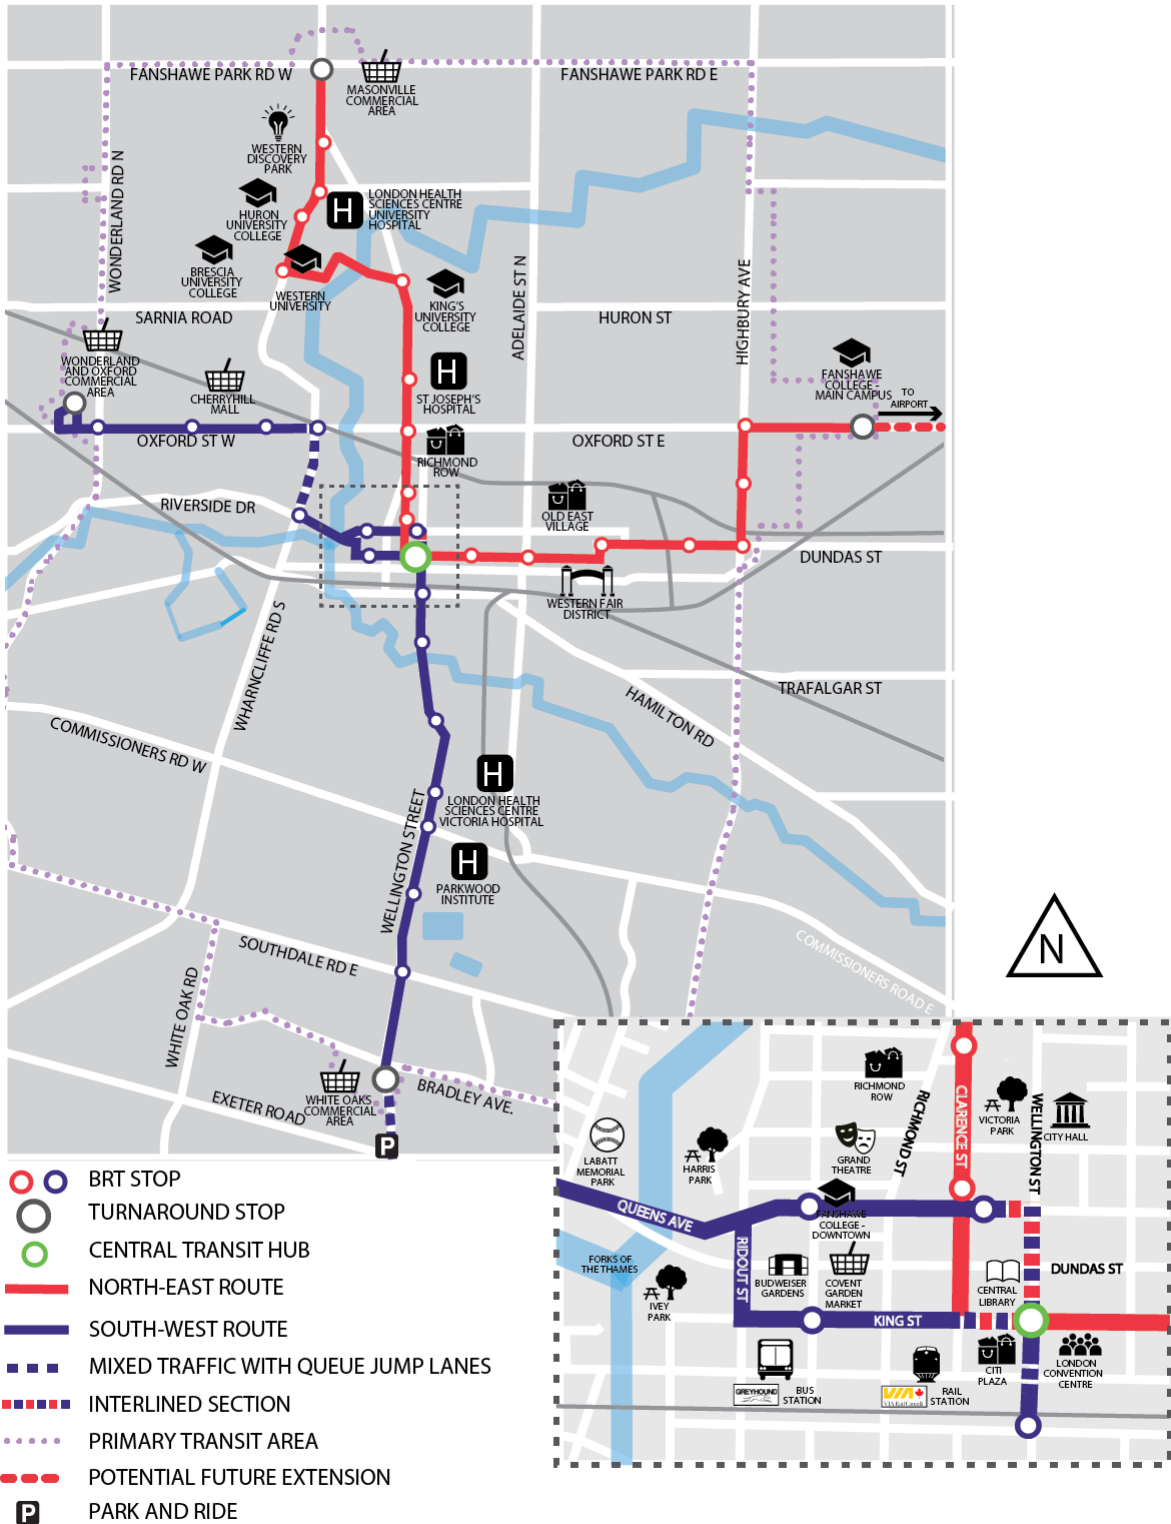 FANSHAWE PARK RD W
MASONVILLE
COMMERCIAL
AREA
FANSHAWE PARK RD E
WESTERN
DISCOVERY
PARK
WONDERLAND RD N
HURON
UNIVERSITY
COLLEGE
H
LONDON HEALTH
SCIENCES CENTRE
UNIVERSITY
HOSPITAL
BRESCIA
UNIVERSITY
COLLEGE
WESTERN
UNIVERSITY
KING'S
UNIVERSITY
COLLEGE
ADELAIDE ST N
HIGHBURY AVE
SARNIA ROAD
HURON ST
WONDERLAND
AND OXFORD
COMMERCIAL
AREA
CHERRYHILL
MALL
H
ST JOSEPH'S
HOSPITAL
FANSHAWE
COLLEGE -
MAIN CAMPUS
TO
AIRPORT
OXFORD ST W
OXFORD ST E
RICHMOND
ROW
RIVERSIDE DR
OLD EAST
VILLAGE
DUNDAS ST
WESTERN FAIR
DISTRICT
WHARNCLIFFE RD S
TRAFALGAR ST
HAMILTON RD
COMMISSIONERS RD W
H
LONDON HEALTH
SCIENCES CENTRE
VICTORIA HOSPITAL
WELLINGTON STREET
H
PARKWOOD
INSTITUTE
SOUTHDALE RD E
COMMISSIONERS ROAD E
N
WHITE OAK RD
WHITE OAKS
COMMERCIAL
AREA
BRADLEY AVE.
EXETER ROAD
P
RICHMOND
ROW
RICHMOND ST
CLARENCE ST
VICTORIA
PARK
WELLINGTON ST
CITY HALL
LABATT
MEMORIAL
PARK
HARRIS
PARK
GRAND
THEATRE
QUEENS AVE
FANSHAWE
COLLEGE -
DOWNTOWN
FORKS OF
THE THAMES
RIDOUT ST
BUDWEISER
GARDENS
COVENT
GARDEN
MARKET
CENTRAL
LIBRARY
DUNDAS ST
IVEY
PARK
KING ST
CITI
PLAZA
LONDON
CONVENTION
CENTRE
GREYHOUND
BUS
STATION
VIA
VIA Rail Canada
RAIL
STATION
BRT STOP
TURNAROUND STOP
CENTRAL TRANSIT HUB
NORTH-EAST ROUTE
SOUTH-WEST ROUTE
MIXED TRAFFIC WITH QUEUE JUMP LANES
INTERLINED SECTION
PRIMARY TRANSIT AREA
POTENTIAL FUTURE EXTENSION
P PARK AND RIDE